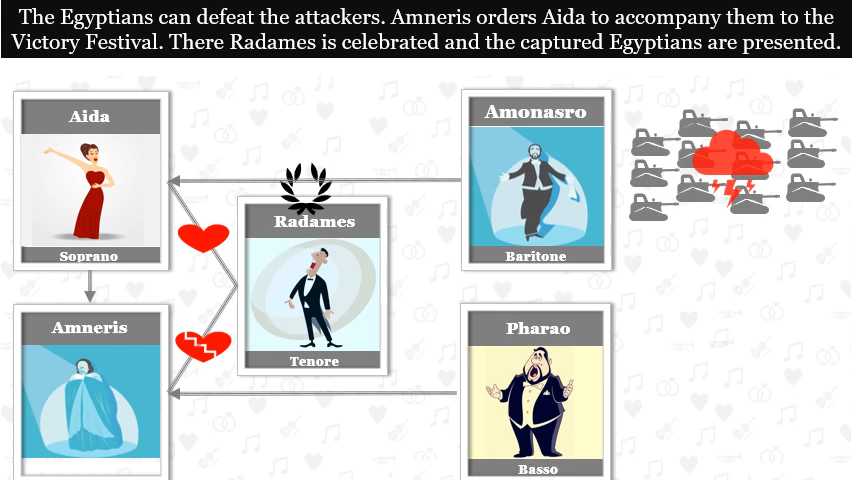 The Egyptians can defeat the attackers. Amneris orders Aida to accompany them to the
Victory Festival. There Radames is celebrated and the captured Egyptians are presented.
Aida
Soprano
Amonasro
Baritone
Radames
Tenore
Amneris
Pharao
Basso